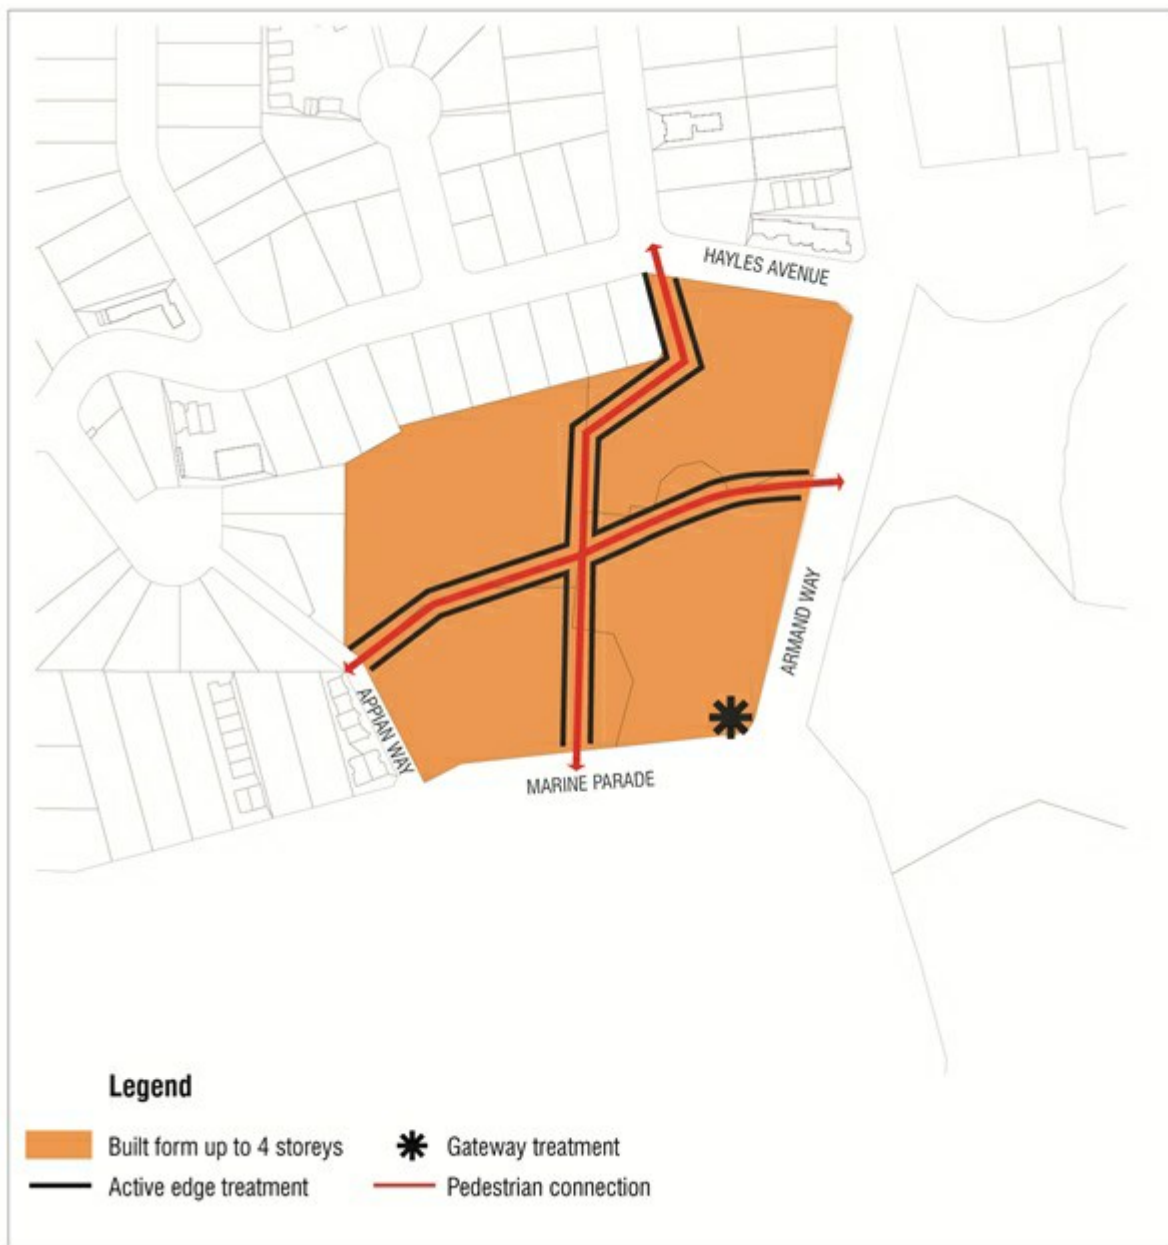 HAYLES AVENUE
ARMAND WAY
APPIAN WAY
MARINE PARADE
Legend
Built form up to 4 storeys
Gateway treatment
Active edge treatment
Pedestrian connection